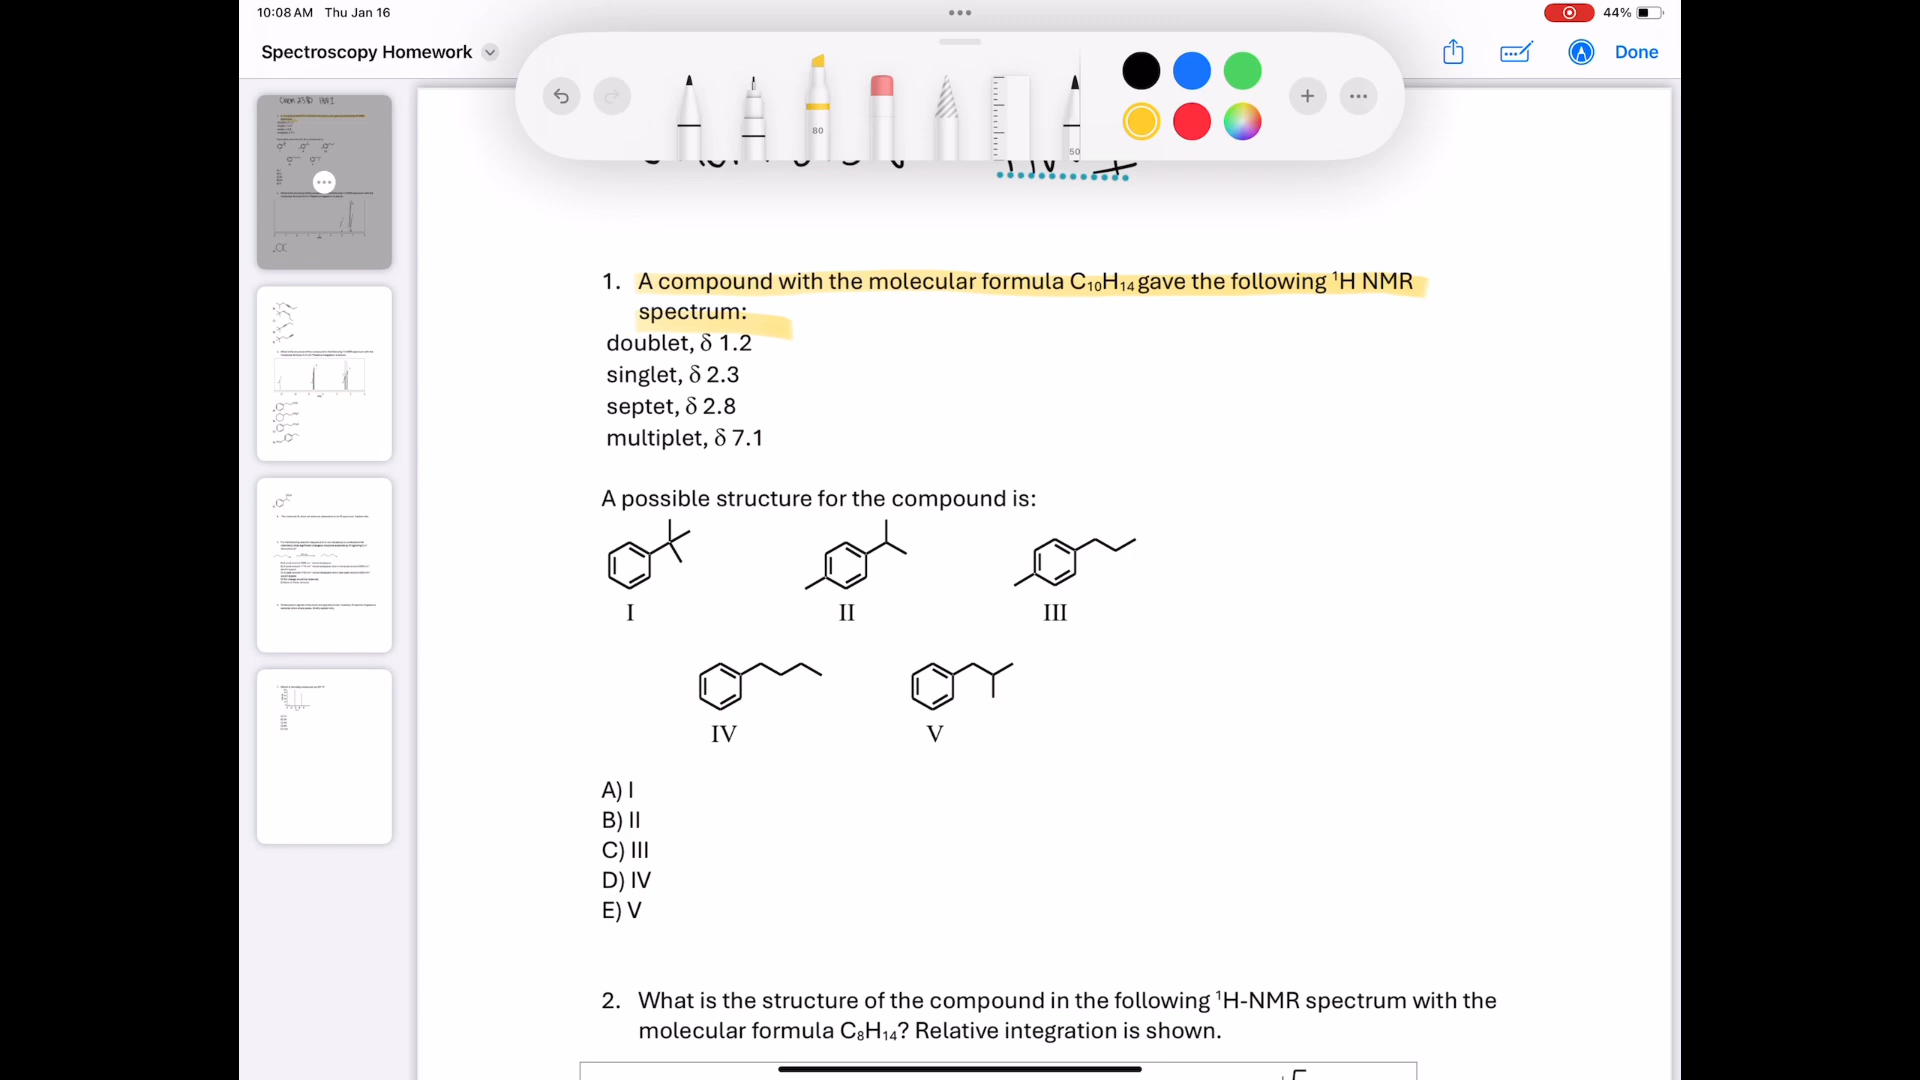 10:08 AM Thu Jan 16
44%
Spectroscopy Homework
Done
80
50
1. A compound with the molecular formula C₁₀H₁₄ gave the following ¹H NMR
spectrum:
doublet, δ 1.2
singlet, δ 2.3
septet, δ 2.8
multiplet, δ 7.1
A possible structure for the compound is:
I II III
IV V
A) I
B) II
C) III
D) IV
E) V
2. What is the structure of the compound in the following ¹H-NMR spectrum with the
molecular formula C₈H₁₄? Relative integration is shown.